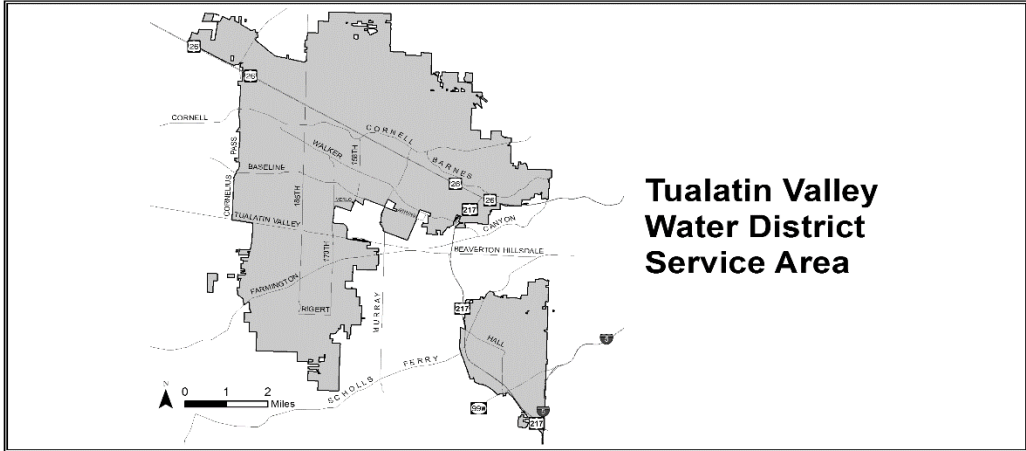 26
26
CORNELL
CORNELL
PASS
WALKER
158TH
BARNES
BASELINE
185TH
26
26
CORNELIUS
217
TUALATIN VALLEY
CANYON
170TH
BEAVERTON HILLSDALE
FARMINGTON
RIGERT
MURRAY
217
HALL
5
SCHOLLS FERRY
N
0 1 2
Miles
99W
5
217
Tualatin Valley
Water District
Service Area